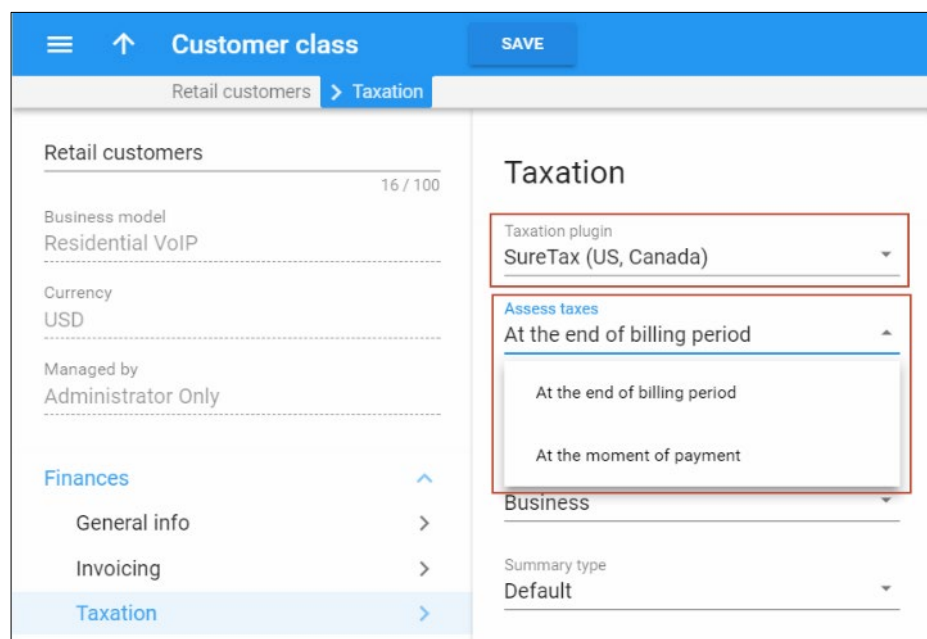 Customer class
SAVE
Retail customers
Taxation
Retail customers
16 / 100
Business model
Residential VoIP
Currency
USD
Managed by
Administrator Only
Finances
General info
Invoicing
Taxation
Taxation
Taxation plugin
SureTax (US, Canada)
Assess taxes
At the end of billing period
At the end of billing period
At the moment of payment
Business
Summary type
Default